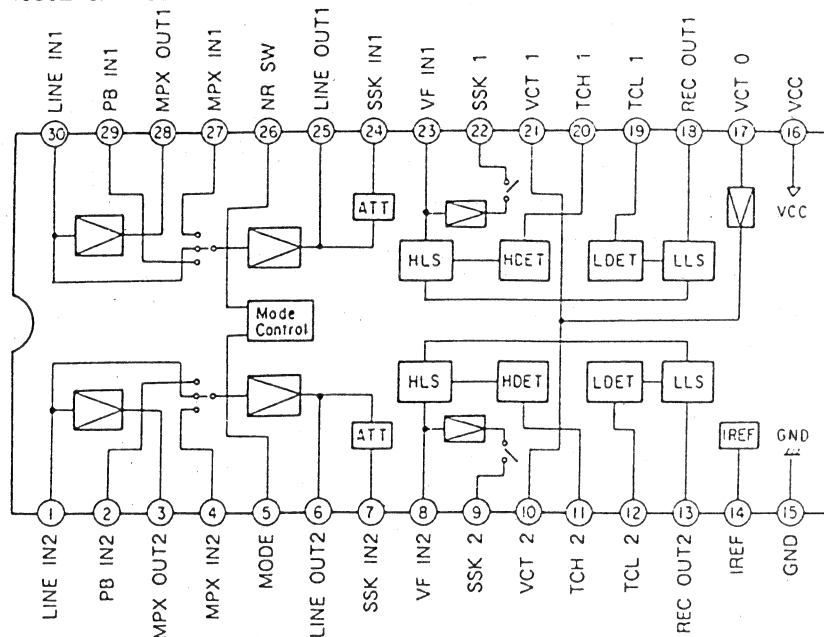 LINE IN1
PB IN1
MPX OUT1
MPX IN1
NR SW
LINE OUT1
SSK IN1
VF IN1
SSK 1
VCT 1
TCH 1
TCL 1
REC OUT1
VCT 0
VCC
30 29 28 27 26 25 24 23 22 21 20 19 18 17 16
ATT
VCC
HLS HDET LDET LLS
Mode
Control
HLS HDET LDET LLS
ATT
IREF GND
1 2 3 4 5 6 7 8 9 10 11 12 13 14 15
LINE IN2
PB IN2
MPX OUT2
MPX IN2
MODE
LINE OUT2
SSK IN2
VF IN2
SSK 2
VCT 2
TCH 2
TCL 2
REC OUT2
IREF
GND